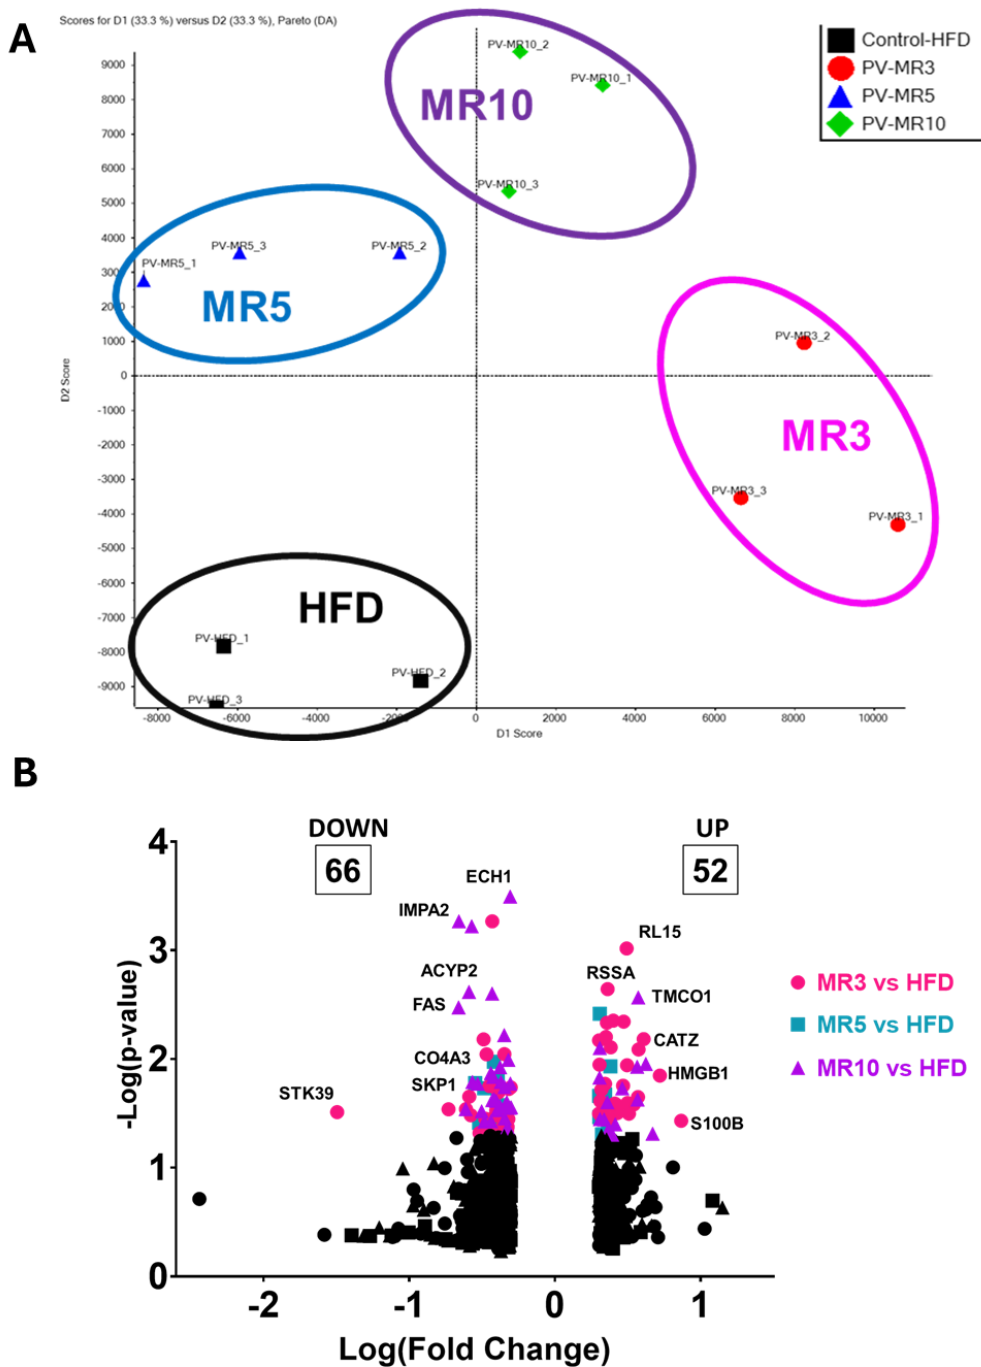 A
Scores for D1 (33.3 %) versus D2 (33.3 %), Pareto (DA)
Control-HFD
PV-MR3
PV-MR5
PV-MR10
9000
8000
7000
6000
5000
4000
3000
2000
1000
0
-1000
-2000
-3000
-4000
-5000
-6000
-7000
-8000
-9000
D2 Score
PV-MR10_2
PV-MR10_1
MR10
PV-MR10_3
PV-MR5_3
PV-MR5_2
PV-MR5_1
MR5
PV-MR3_2
MR3
PV-MR3_3
PV-MR3_1
HFD
PV-HFD_1
PV-HFD_2
PV-HFD_3
-8000 -6000 -4000 -2000 0 2000 4000 6000 8000 10000
D1 Score
B
DOWN
66
UP
52
4
3
2
1
0
-Log(p-value)
ECH1
IMPA2
RL15
ACYP2
RSSA
FAS
TMCO1
CO4A3
CATZ
SKP1
HMGB1
STK39
S100B
MR3 vs HFD
MR5 vs HFD
MR10 vs HFD
-2 -1 0 1
Log(Fold Change)